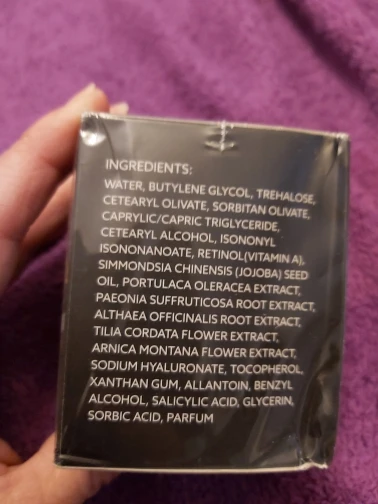 INGREDIENTS:
WATER, BUTYLENE GLYCOL, TREHALOSE,
CETEARYL OLIVATE, SORBITAN OLIVATE,
CAPRYLIC/CAPRIC TRIGLYCERIDE,
CETEARYL ALCOHOL, ISONONYL
ISONONANOATE, RETINOL(VITAMIN A),
SIMMONDSIA CHINENSIS (JOJOBA) SEED
OIL, PORTULACA OLERACEA EXTRACT,
PAEONIA SUFFRUTICOSA ROOT EXTRACT,
ALTHAEA OFFICINALIS ROOT EXTRACT,
TILIA CORDATA FLOWER EXTRACT,
ARNICA MONTANA FLOWER EXTRACT,
SODIUM HYALURONATE, TOCOPHEROL,
XANTHAN GUM, ALLANTOIN, BENZYL
ALCOHOL, SALICYLIC ACID, GLYCERIN,
SORBIC ACID, PARFUM